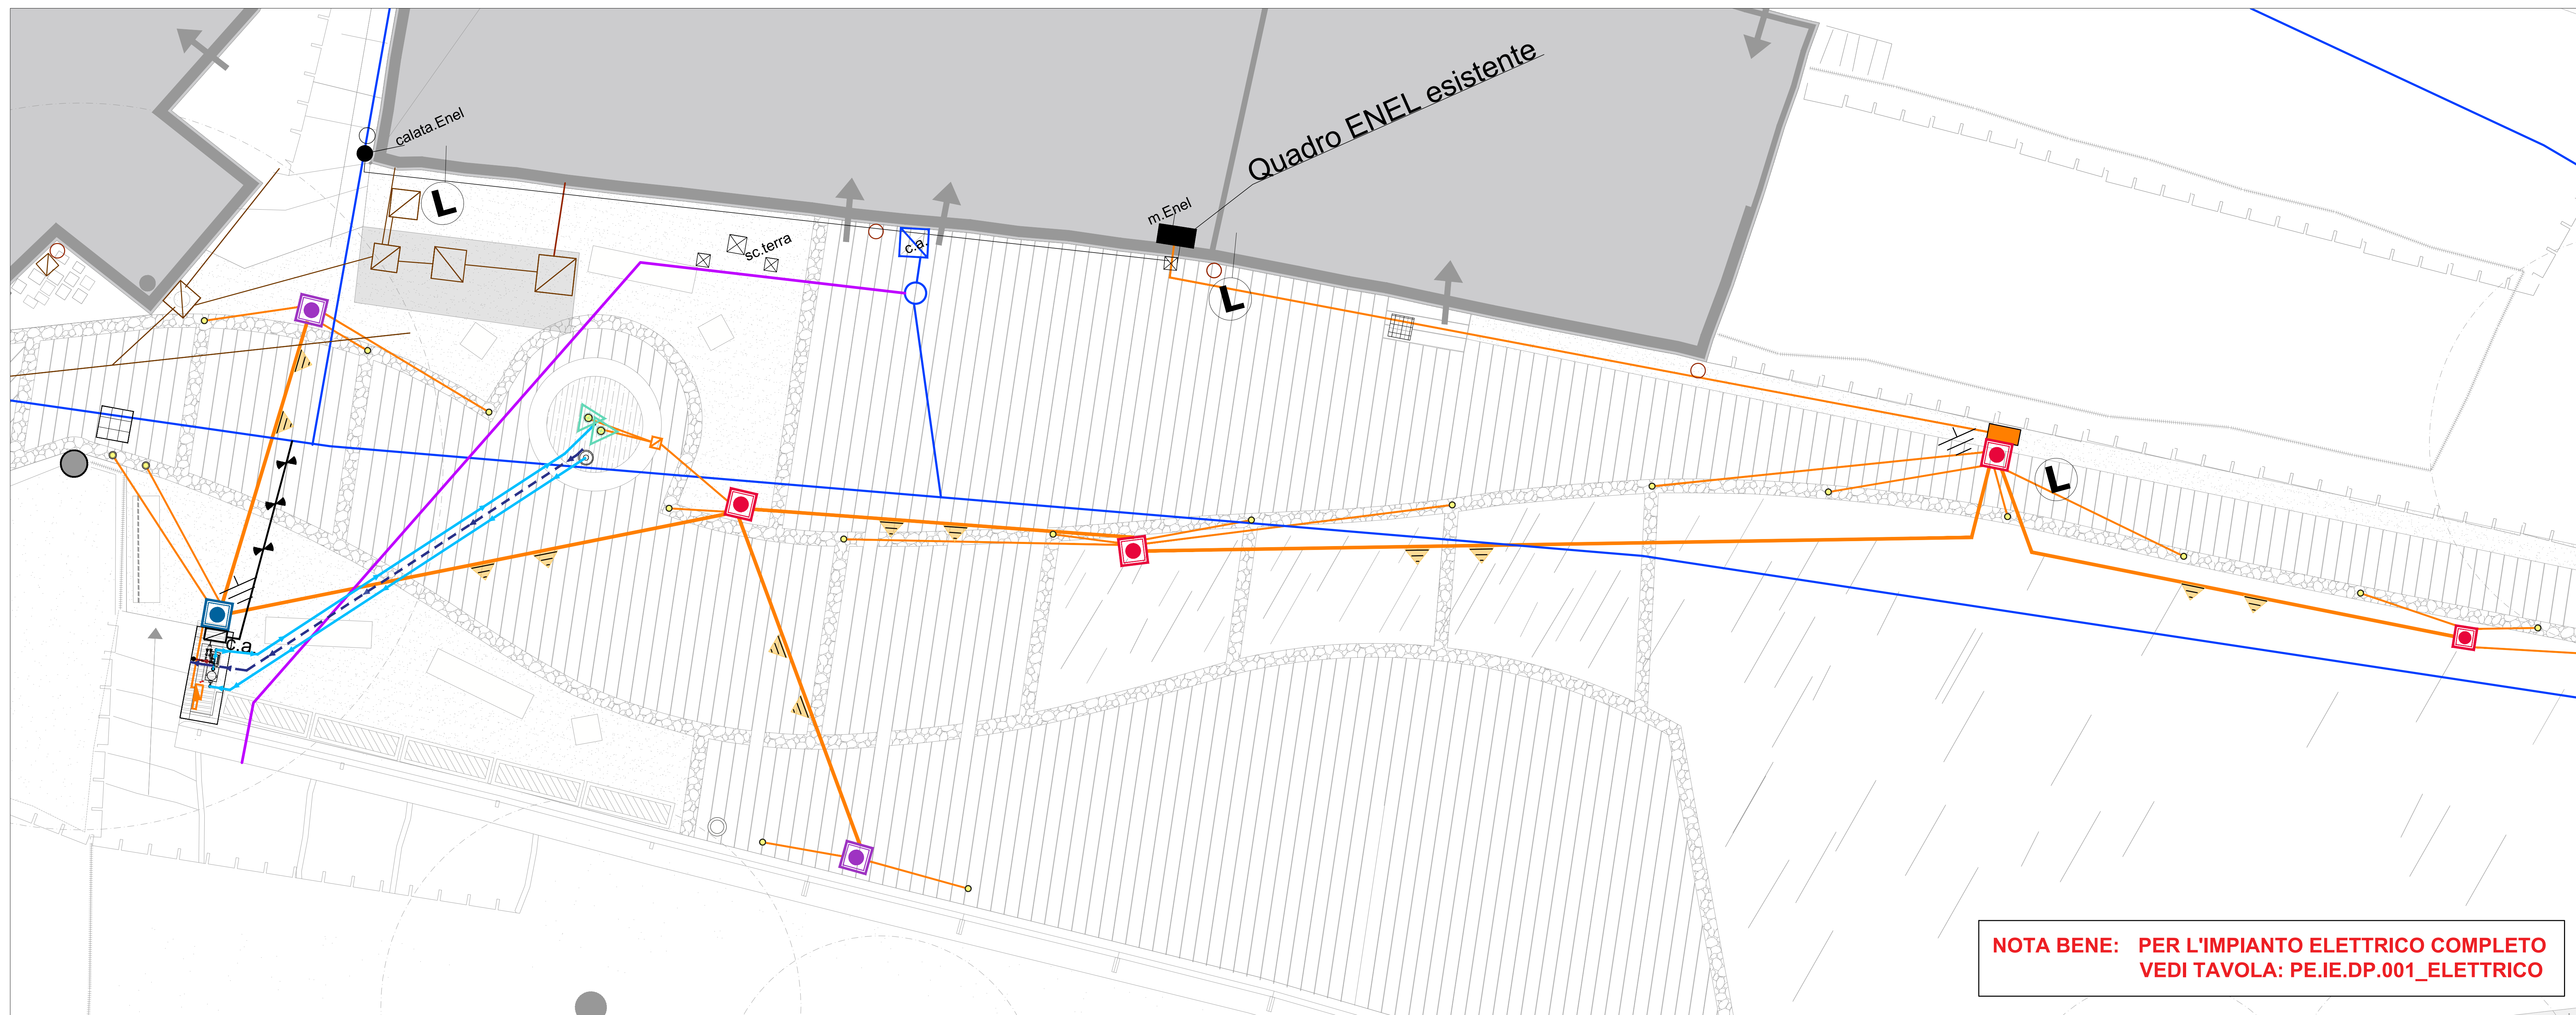 calata.Enel
L
Quadro ENEL esistente
m.Enel
sc.terra
c.a.
L
L
c.a.
NOTA BENE: PER L'IMPIANTO ELETTRICO COMPLETO
VEDI TAVOLA: PE.IE.DP.001_ELETTRICO